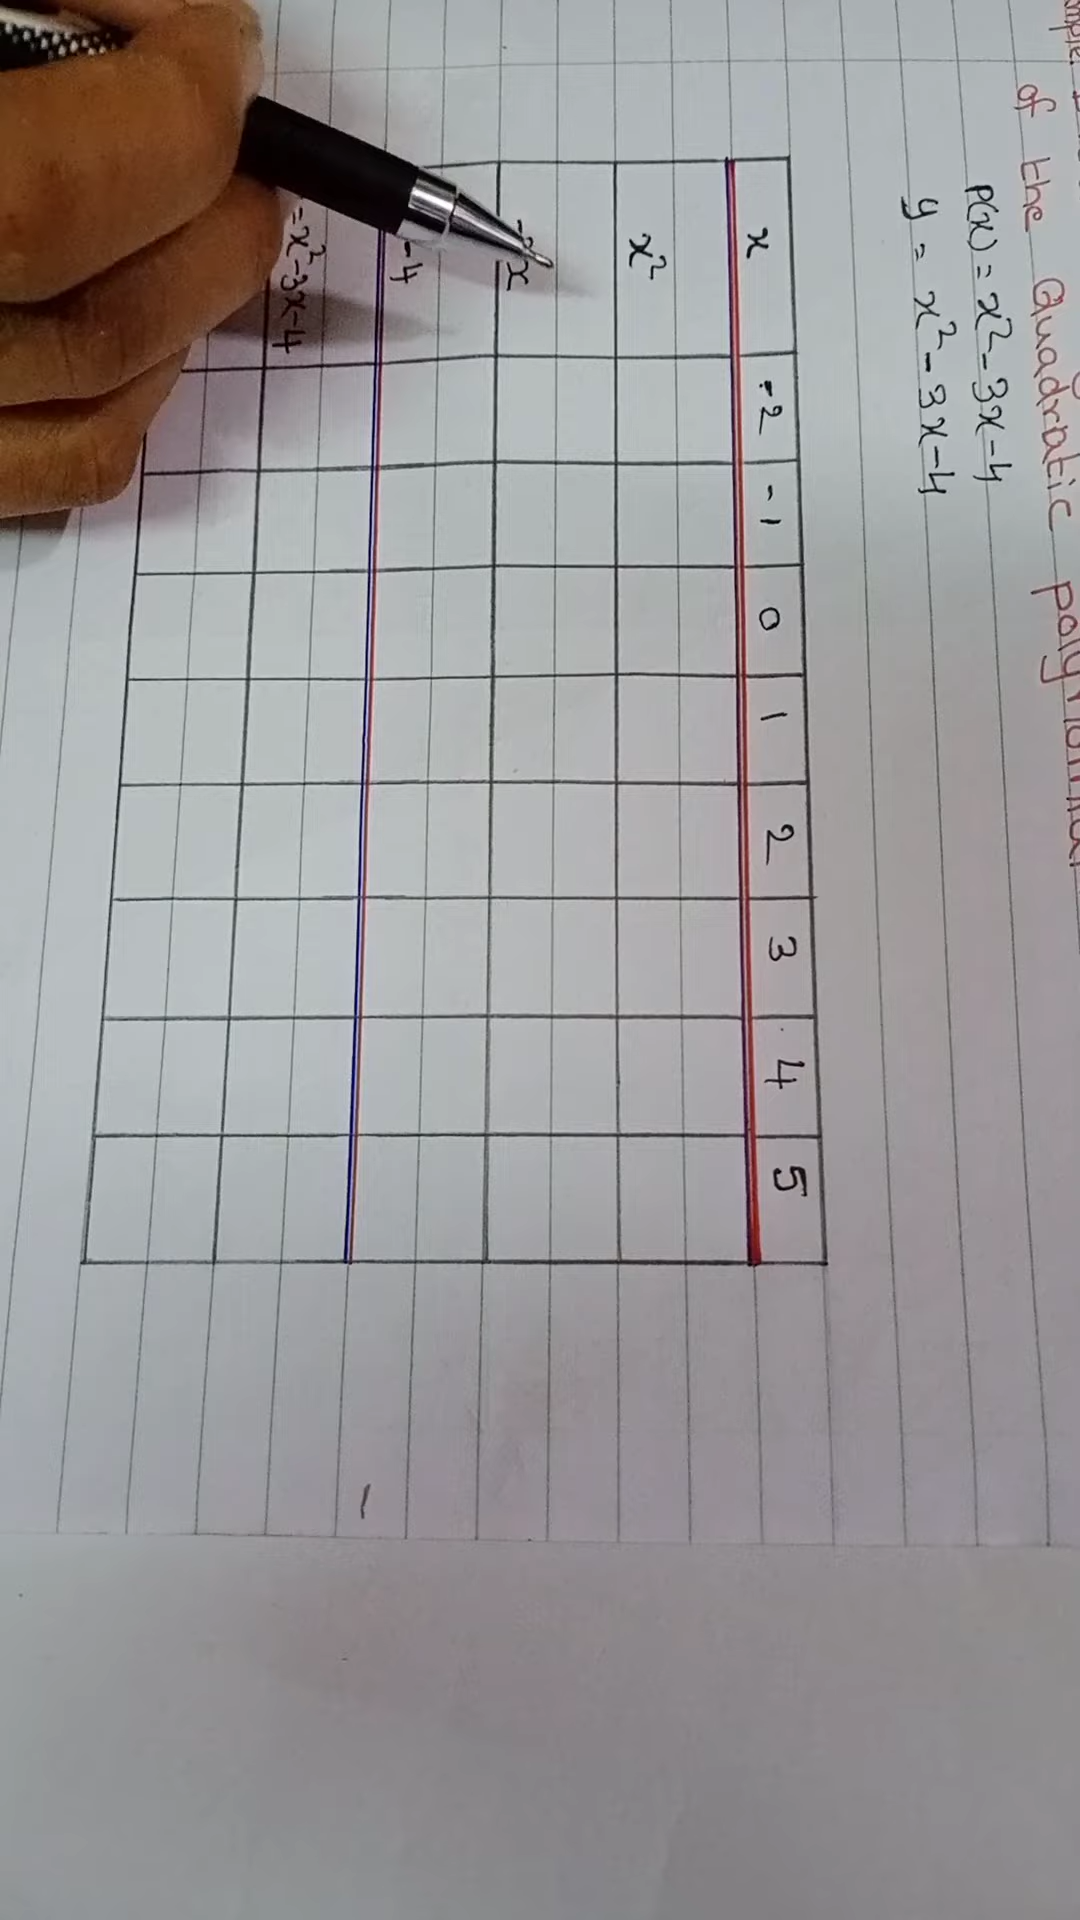 of the Quadratic polynomial
P(x) = x² - 3x - 4
y = x² - 3x - 4
x -2 -1 0 1 2 3 4 5
x²
-3x
-4
= x² - 3x - 4